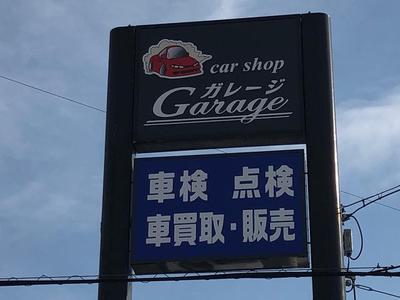 car shop
ガレージ
Garage
車検 点検
車買取・販売